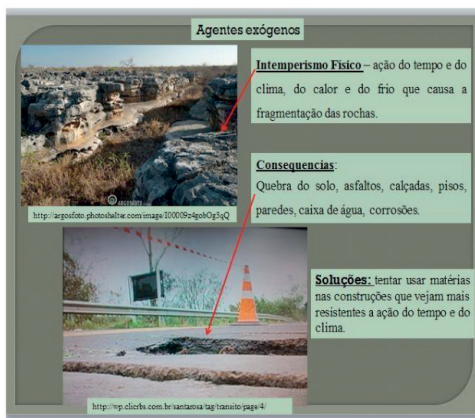 Agentes exógenos
Intemperismo Físico – ação do tempo e do
clima, do calor e do frio que causa a
fragmentação das rochas.
ARGOSFOTO
http://argosfoto.photoshelter.com/image/I00009z4gobOg3qQ
Consequencias:
Quebra do solo, asfaltos, calçadas, pisos,
paredes, caixa de água, corrosões.
Soluções: tentar usar matérias
nas construções que vejam mais
resistentes a ação do tempo e do
clima.
http://wp.clicrbs.com.br/santarosa/tag/transito/page/4/